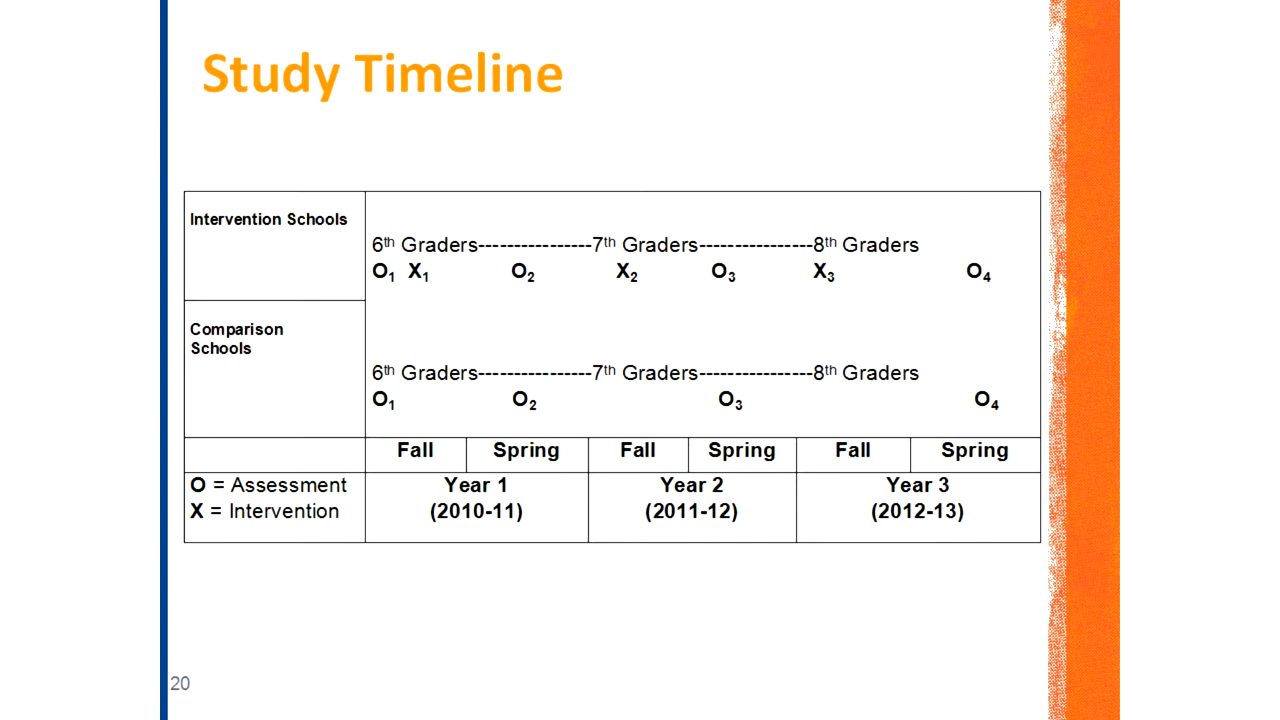 Study Timeline
Intervention Schools
6th Graders----------------7th Graders----------------8th Graders
O1 X1 O2 X2 O3 X3 O4
Comparison
Schools
6th Graders----------------7th Graders----------------8th Graders
O1 O2 O3 O4
Fall Spring Fall Spring Fall Spring
O = Assessment Year 1 Year 2 Year 3
X = Intervention (2010-11) (2011-12) (2012-13)
20